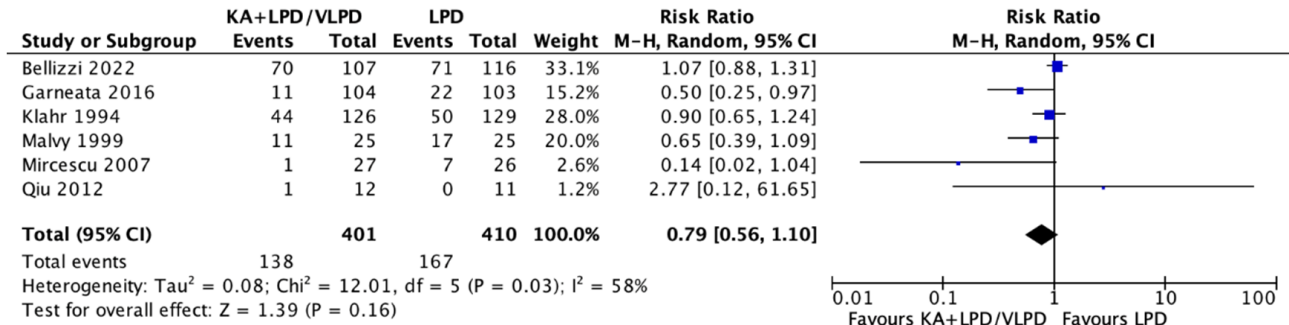 KA+LPD/VLPD LPD Risk Ratio Risk Ratio
Study or Subgroup Events Total Events Total Weight M-H, Random, 95% CI M-H, Random, 95% CI
Bellizzi 2022 70 107 71 116 33.1% 1.07 [0.88, 1.31]
Garneata 2016 11 104 22 103 15.2% 0.50 [0.25, 0.97]
Klahr 1994 44 126 50 129 28.0% 0.90 [0.65, 1.24]
Malvy 1999 11 25 17 25 20.0% 0.65 [0.39, 1.09]
Mircescu 2007 1 27 7 26 2.6% 0.14 [0.02, 1.04]
Qiu 2012 1 12 0 11 1.2% 2.77 [0.12, 61.65]
Total (95% CI) 401 410 100.0% 0.79 [0.56, 1.10]
Total events 138 167
Heterogeneity: Tau² = 0.08; Chi² = 12.01, df = 5 (P = 0.03); I² = 58%
Test for overall effect: Z = 1.39 (P = 0.16)
0.01 0.1 1 10 100
Favours KA+LPD/VLPD Favours LPD